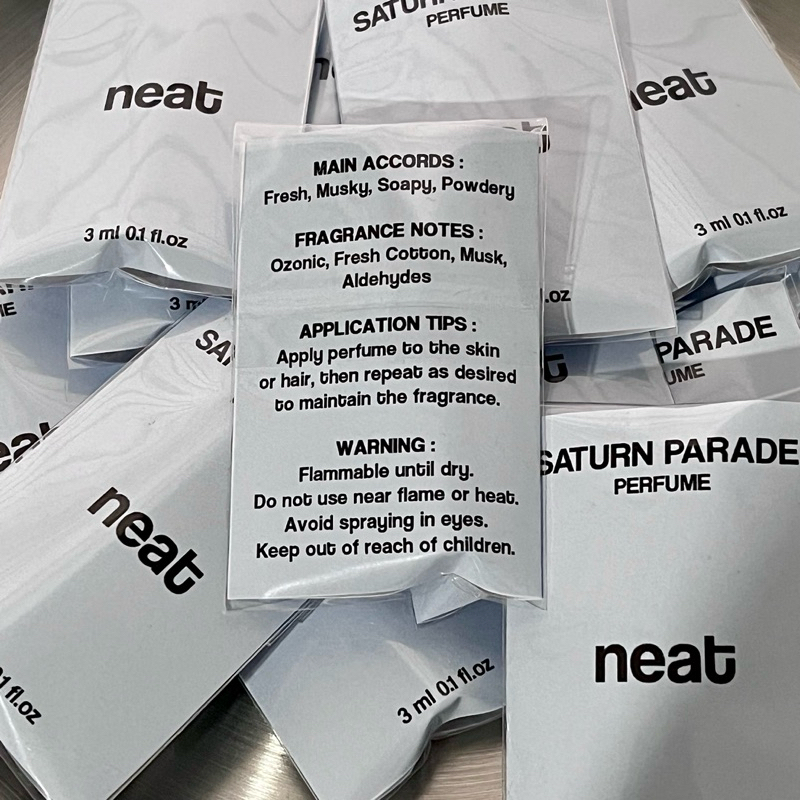 neat
3 ml 0.1 fl.oz
PERFUME
neat
3 ml 0.1 fl.oz
MAIN ACCORDS :
Fresh, Musky, Soapy, Powdery
FRAGRANCE NOTES :
Ozonic, Fresh Cotton, Musk,
Aldehydes
APPLICATION TIPS :
Apply perfume to the skin
or hair, then repeat as desired
to maintain the fragrance.
WARNING :
Flammable until dry.
Do not use near flame or heat.
Avoid spraying in eyes.
Keep out of reach of children.
PARADE
SATURN PARADE
PERFUME
neat
neat
fl.oz
3 ml 0.1 fl.oz